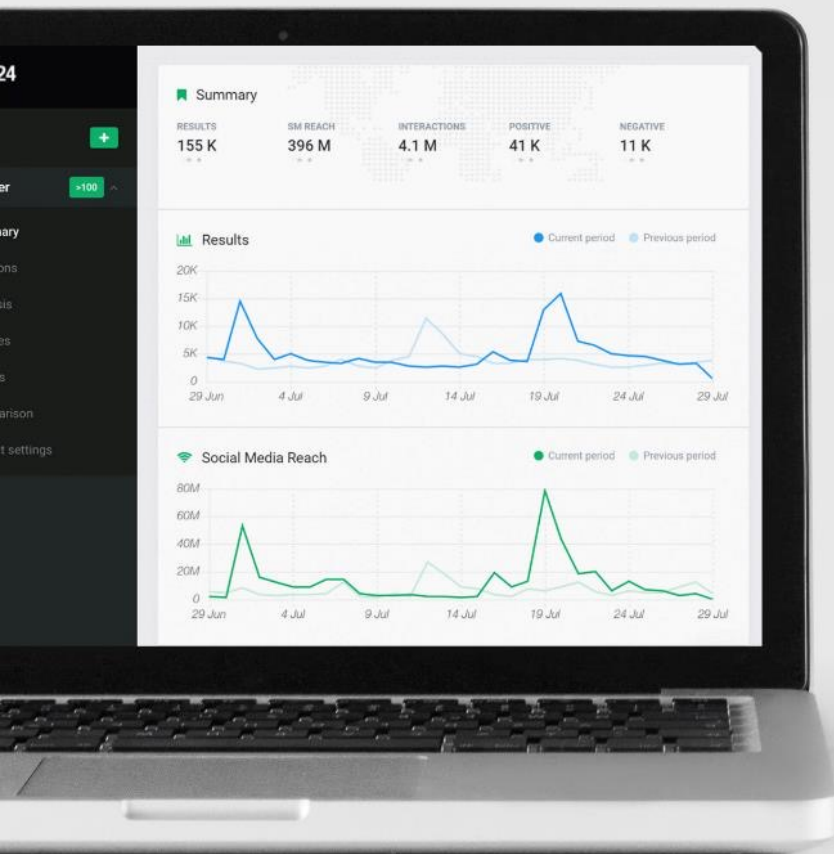 24
+
er
>100
ary
ons
sis
es
s
arison
t settings
Summary
RESULTS SM REACH INTERACTIONS POSITIVE NEGATIVE
155 K 396 M 4.1 M 41 K 11 K
Results
Current period Previous period
20K
15K
10K
5K
0
29 Jun 4 Jul 9 Jul 14 Jul 19 Jul 24 Jul 29 Jul
Social Media Reach
Current period Previous period
80M
60M
40M
20M
0
29 Jun 4 Jul 9 Jul 14 Jul 19 Jul 24 Jul 29 Jul